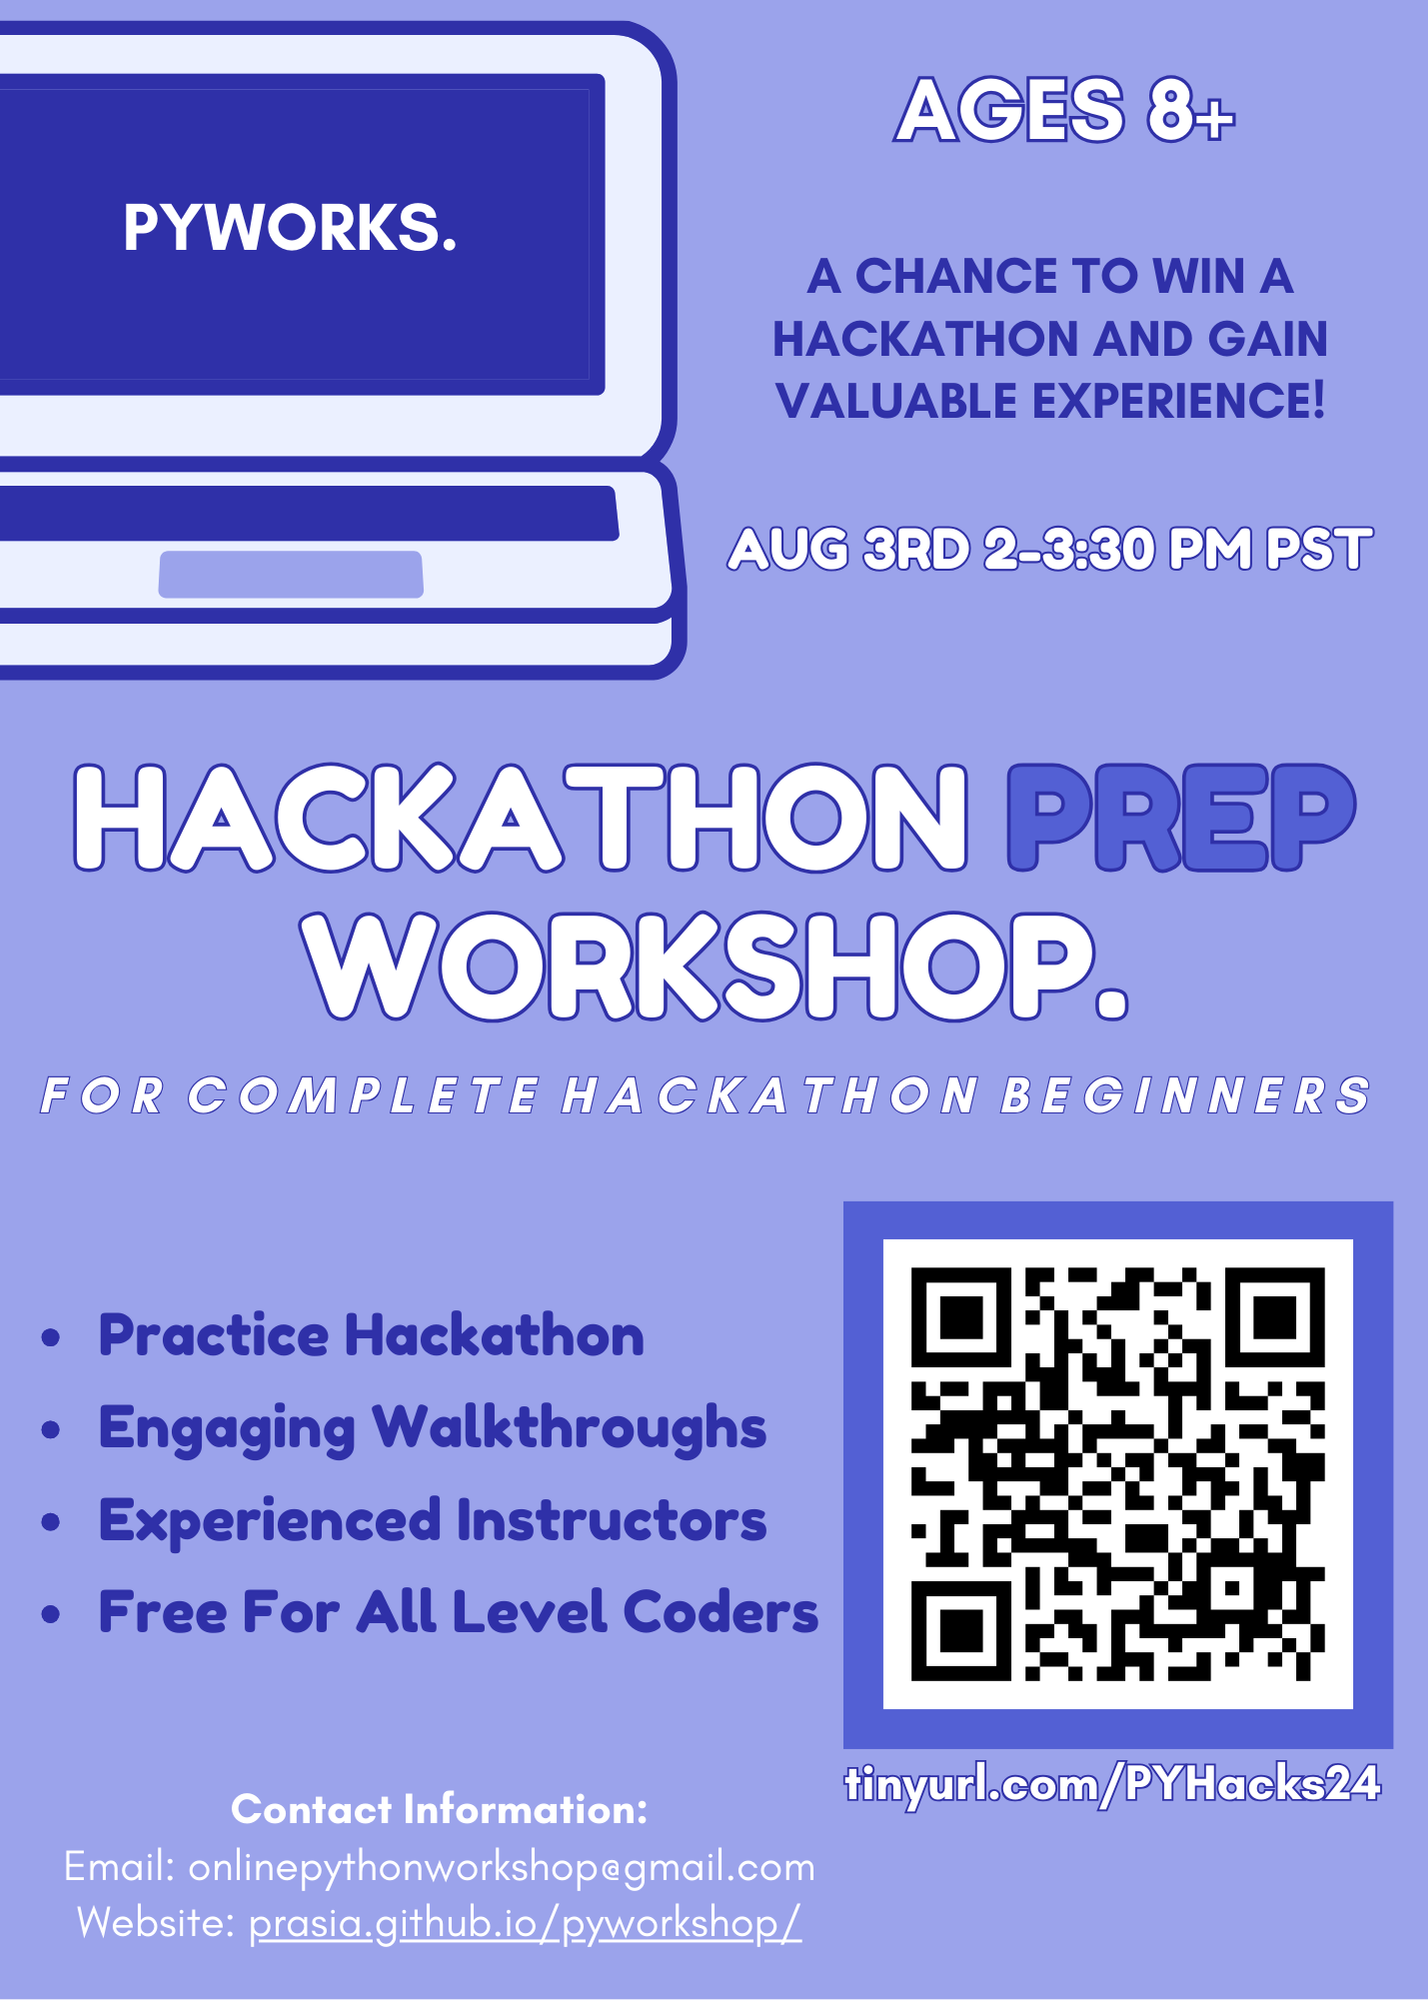 PYWORKS.
AGES 8+
A CHANCE TO WIN A
HACKATHON AND GAIN
VALUABLE EXPERIENCE!
AUG 3RD 2-3:30 PM PST
HACKATHON PREP
WORKSHOP.
FOR COMPLETE HACKATHON BEGINNERS
• Practice Hackathon
• Engaging Walkthroughs
• Experienced Instructors
• Free For All Level Coders
tinyurl.com/PYHacks24
Contact Information:
Email: onlinepythonworkshop@gmail.com
Website: prasia.github.io/pyworkshop/